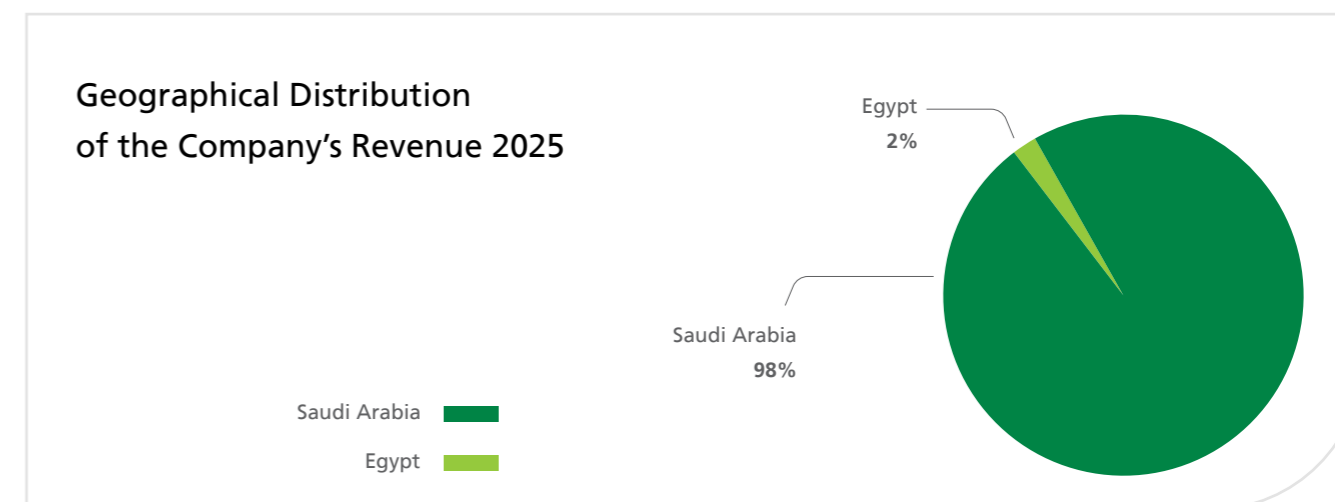 Geographical Distribution
of the Company’s Revenue 2025
Egypt
2%
Saudi Arabia
98%
Saudi Arabia
Egypt